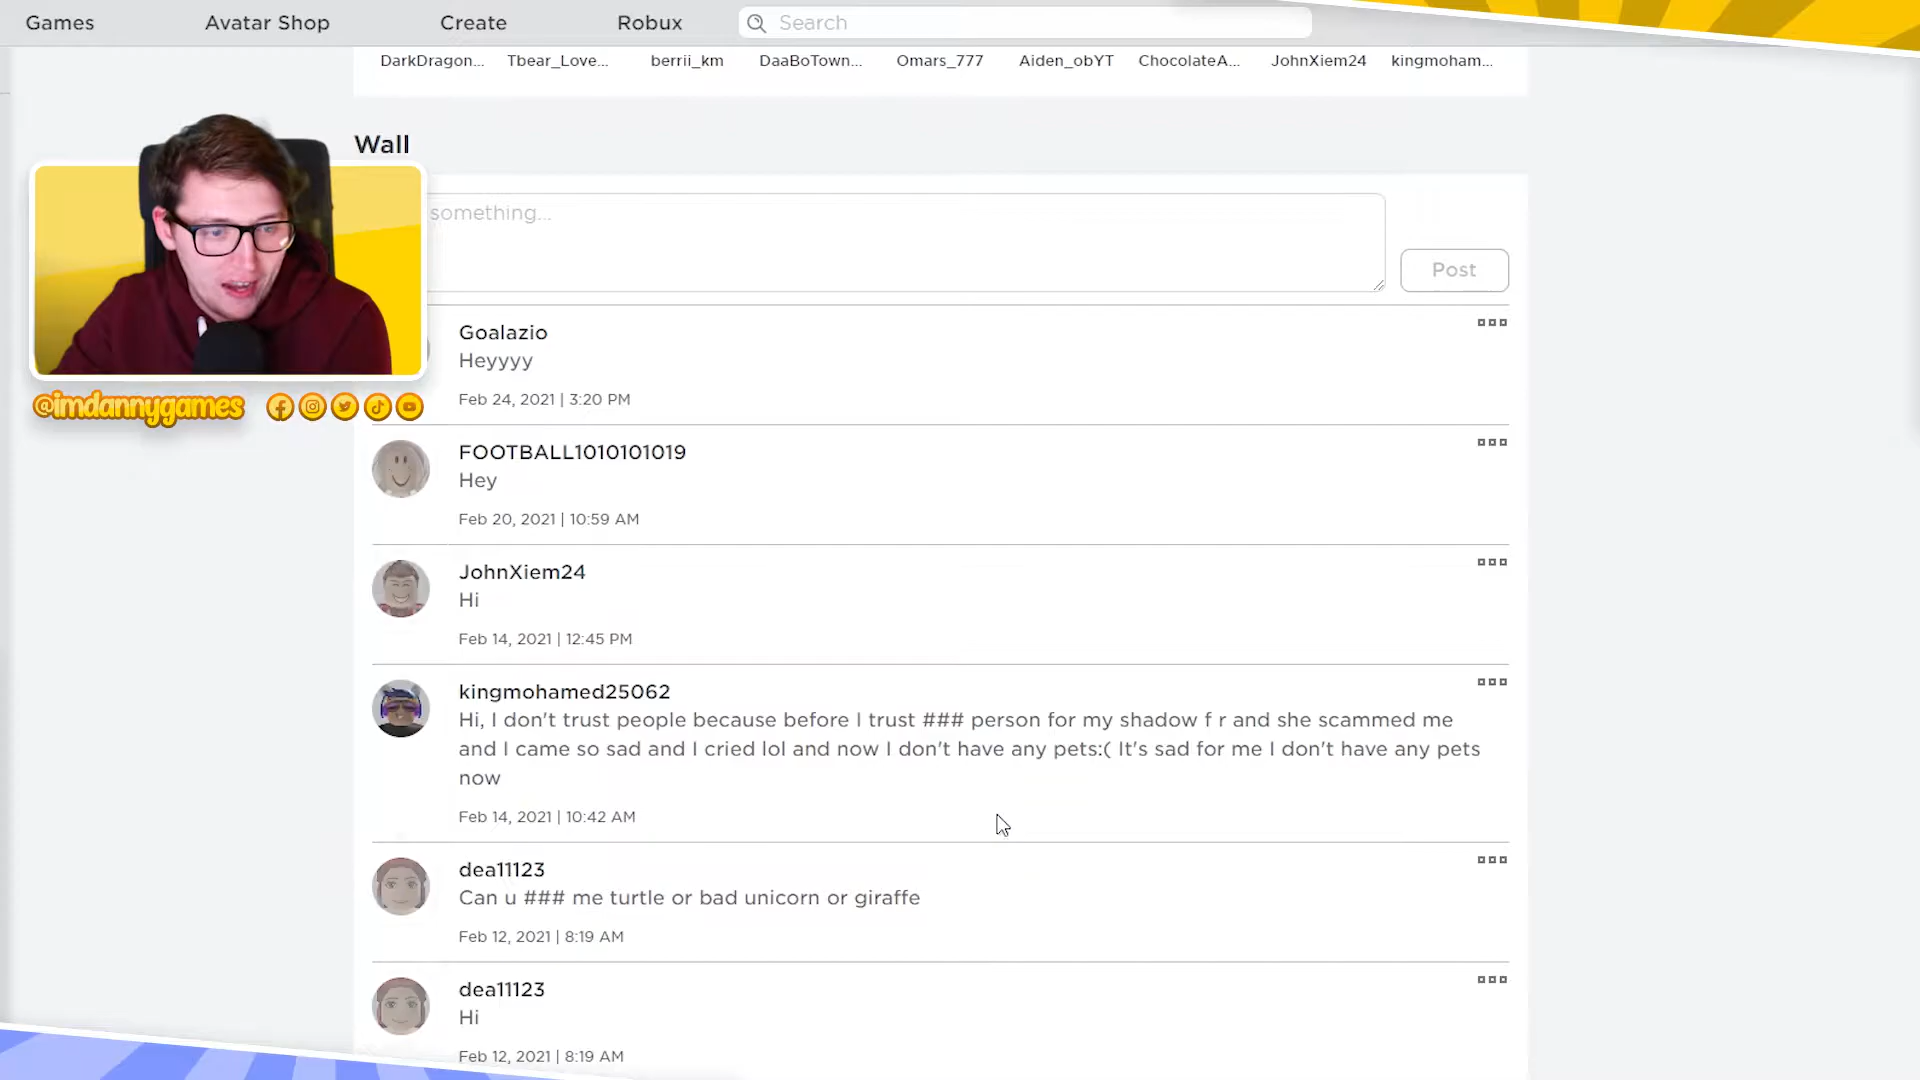 Games Avatar Shop Create Robux Search
DarkDragon... Tbear_Love... berrii_km DaaBoTown... Omars_777 Aiden_obYT ChocolateA... JohnXiem24 kingmoham...
Wall
something...
Post
Goalazio
Heyyyy
Feb 24, 2021 | 3:20 PM
@imdannygames
FOOTBALL1010101019
Hey
Feb 20, 2021 | 10:59 AM
JohnXiem24
Hi
Feb 14, 2021 | 12:45 PM
kingmohamed25062
Hi, I don't trust people because before I trust ### person for my shadow f r and she scammed me
and I came so sad and I cried lol and now I don't have any pets:( It's sad for me I don't have any pets
now
Feb 14, 2021 | 10:42 AM
dea11123
Can u ### me turtle or bad unicorn or giraffe
Feb 12, 2021 | 8:19 AM
dea11123
Hi
Feb 12, 2021 | 8:19 AM